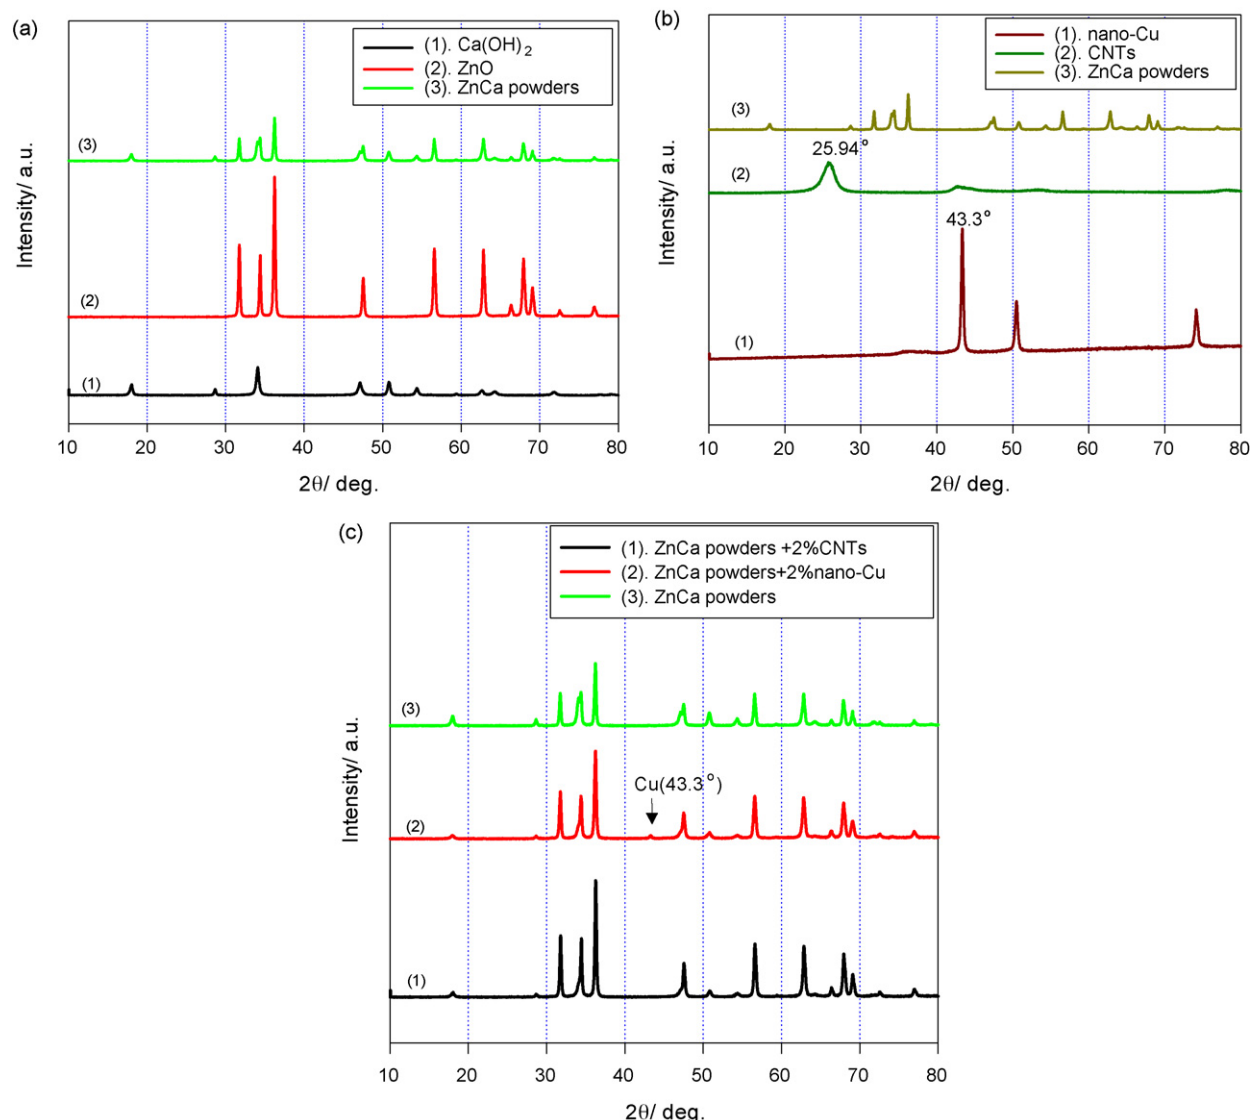 (a)
(1). Ca(OH)2
(2). ZnO
(3). ZnCa powders
(3)
(2)
(1)
Intensity/ a.u.
10 20 30 40 50 60 70 80
2θ/ deg.
(b)
(1). nano-Cu
(2). CNTs
(3). ZnCa powders
(3)
25.94°
(2)
43.3°
(1)
Intensity/ a.u.
10 20 30 40 50 60 70 80
2θ/ deg.
(c)
(1). ZnCa powders +2%CNTs
(2). ZnCa powders+2%nano-Cu
(3). ZnCa powders
(3)
Cu(43.3°)
(2)
(1)
Intensity/ a.u.
10 20 30 40 50 60 70 80
2θ/ deg.